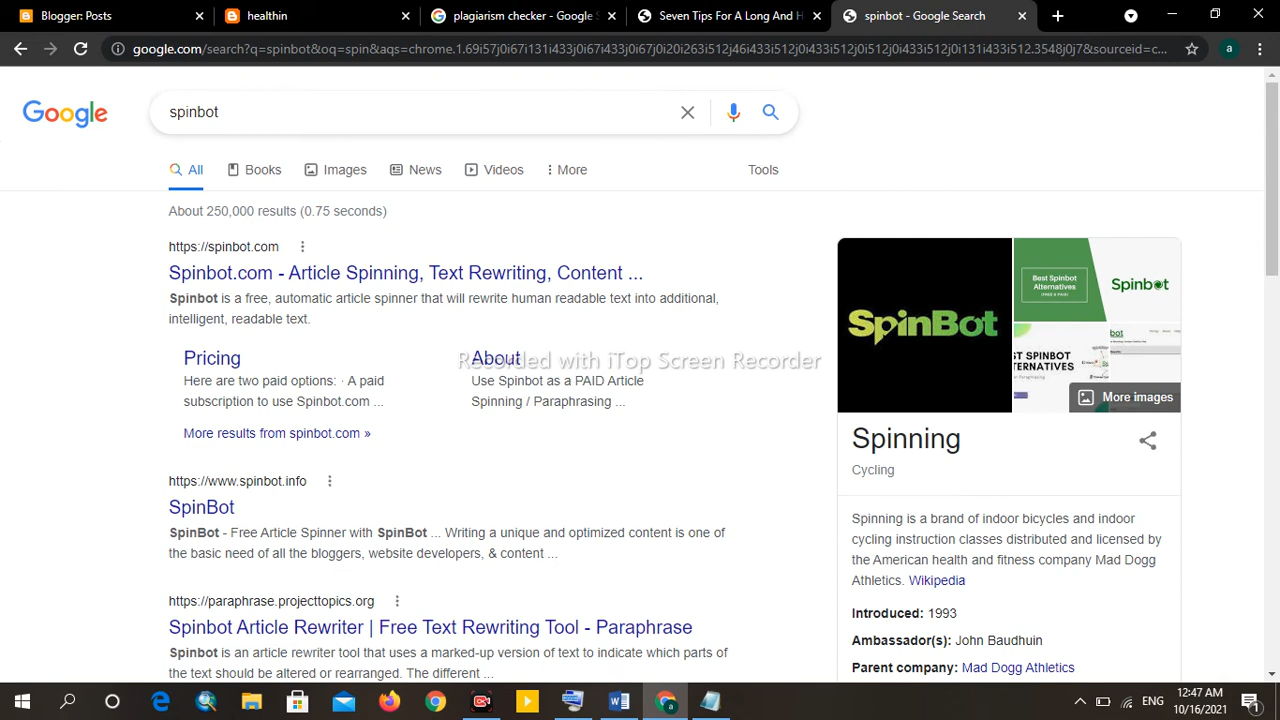 Blogger: Posts
healthin
plagiarism checker - Google S
Seven Tips For A Long And H
spinbot - Google Search
google.com/search?q=spinbot&oq=spin&aqs=chrome.1.69i57j0i67i131i433j0i67i433j0i67j0i20i263i512j46i433i512j0i512j0i433i512j0i131i433i512.3548j0j7&sourceid=c...
a
Google
spinbot
All
Books
Images
News
Videos
More
Tools
About 250,000 results (0.75 seconds)
https://spinbot.com
Spinbot.com - Article Spinning, Text Rewriting, Content ...
Spinbot is a free, automatic article spinner that will rewrite human readable text into additional,
intelligent, readable text.
Pricing
Here are two paid options: · A paid
subscription to use Spinbot.com ...
About
Use Spinbot as a PAID Article
Spinning / Paraphrasing ...
More results from spinbot.com »
Recorded with iTop Screen Recorder
https://www.spinbot.info
SpinBot
SpinBot - Free Article Spinner with SpinBot ... Writing a unique and optimized content is one of
the basic need of all the bloggers, website developers, & content ...
https://paraphrase.projecttopics.org
Spinbot Article Rewriter | Free Text Rewriting Tool - Paraphrase
Spinbot is an article rewriter tool that uses a marked-up version of text to indicate which parts of
the text should be altered or rearranged. The different ...
SpinBot
Best Spinbot
Alternatives
(FREE & PAID)
Spinbot
ST SPINBOT
TERNATIVES
More images
Spinning
Cycling
Spinning is a brand of indoor bicycles and indoor
cycling instruction classes distributed and licensed by
the American health and fitness company Mad Dogg
Athletics. Wikipedia
Introduced: 1993
Ambassador(s): John Baudhuin
Parent company: Mad Dogg Athletics
ENG
12:47 AM
10/16/2021
1